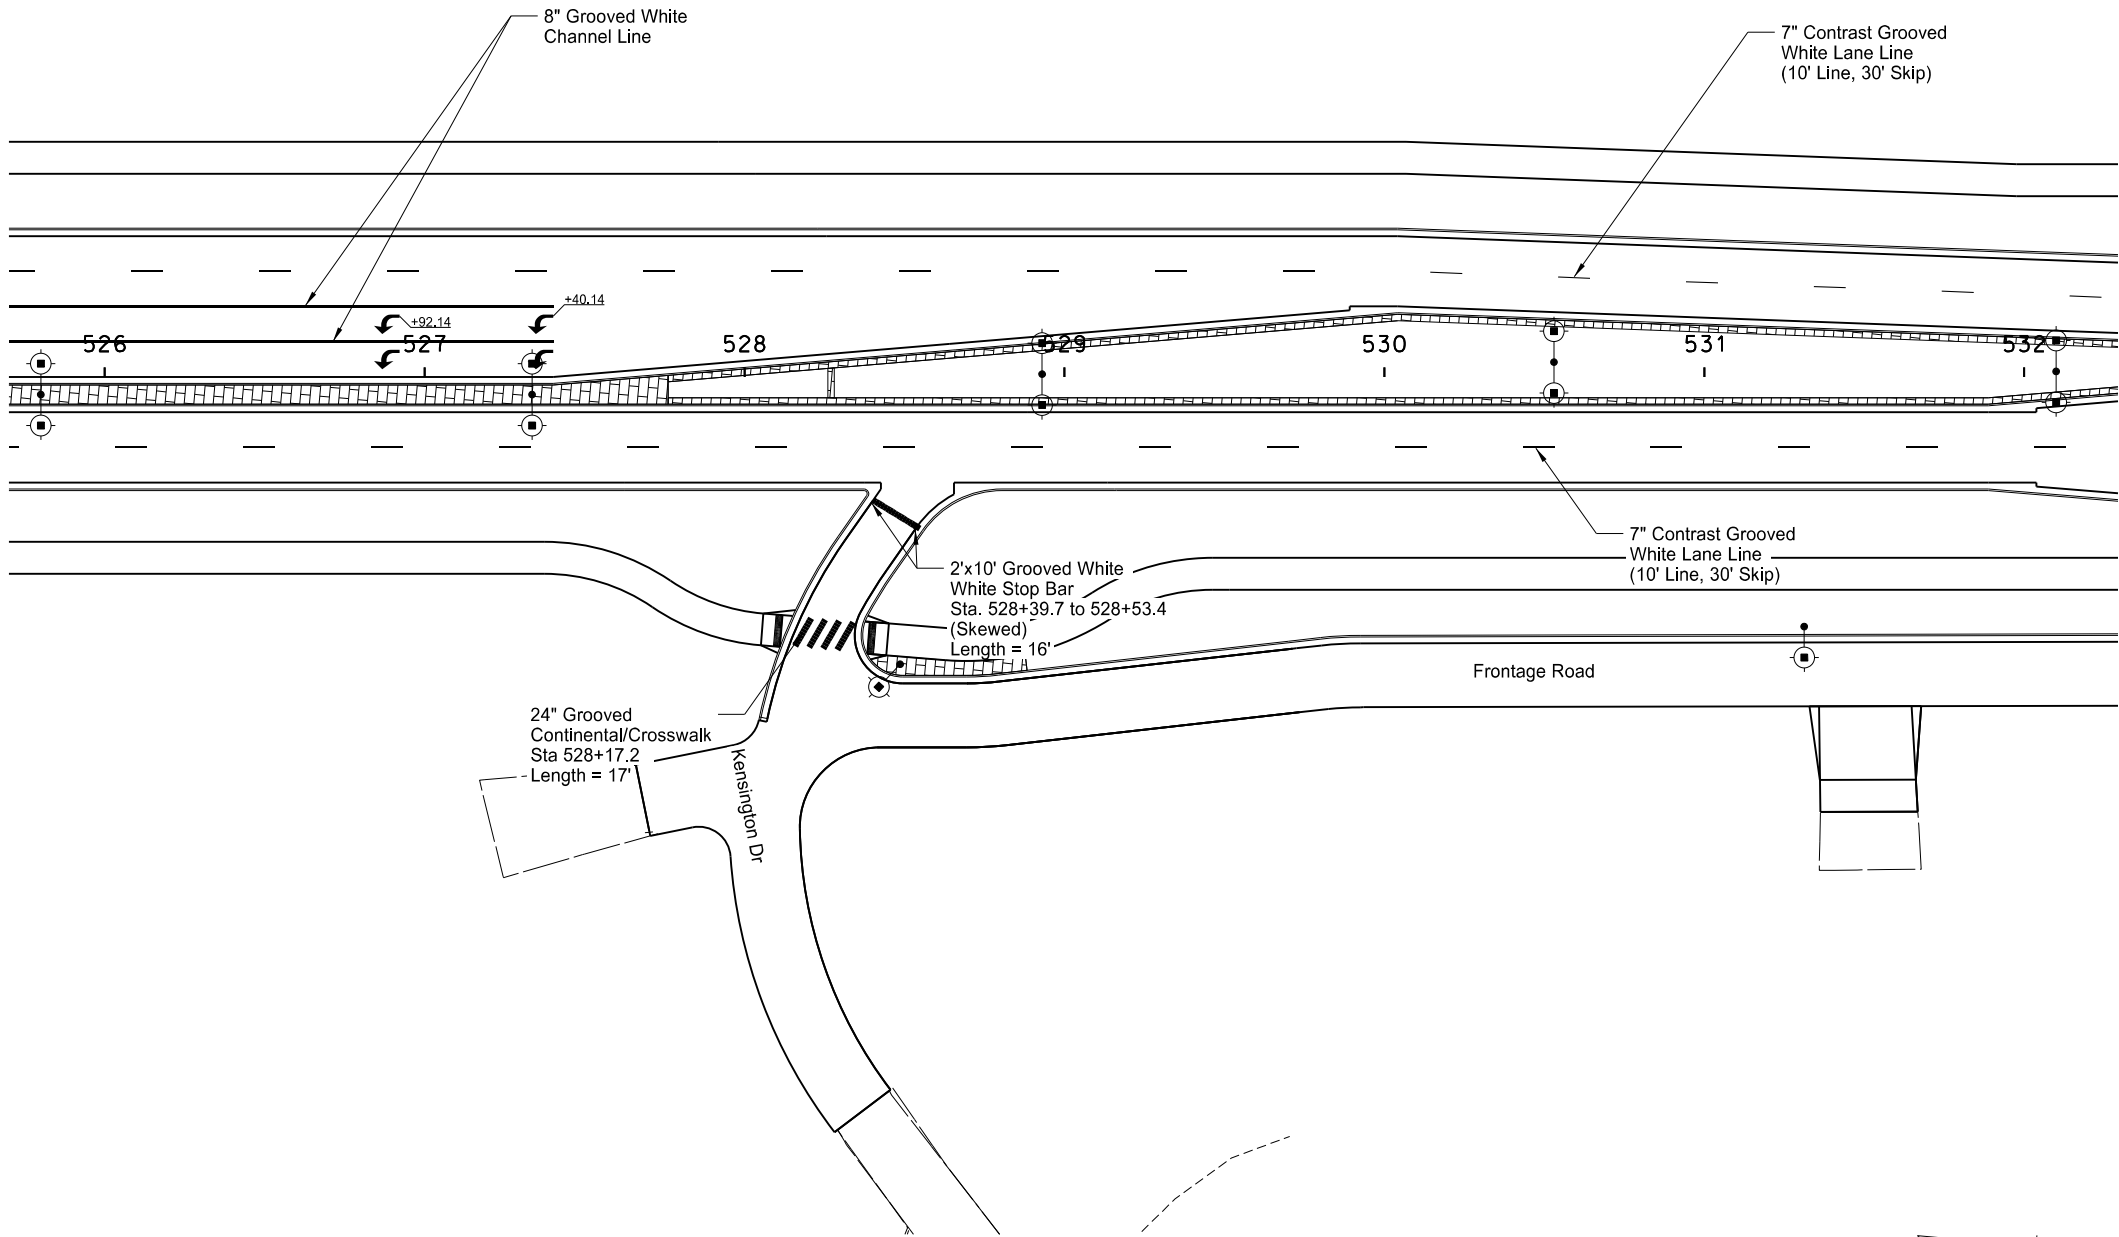 8" Grooved White
Channel Line
7" Contrast Grooved
White Lane Line
(10' Line, 30' Skip)
+40.14
+92.14
526
527
528
529
530
531
532
7" Contrast Grooved
White Lane Line
(10' Line, 30' Skip)
2'x10' Grooved White
White Stop Bar
Sta. 528+39.7 to 528+53.4
(Skewed)
Length = 16'
Frontage Road
24" Grooved
Continental/Crosswalk
Sta 528+17.2
Length = 17'
Kensington Dr